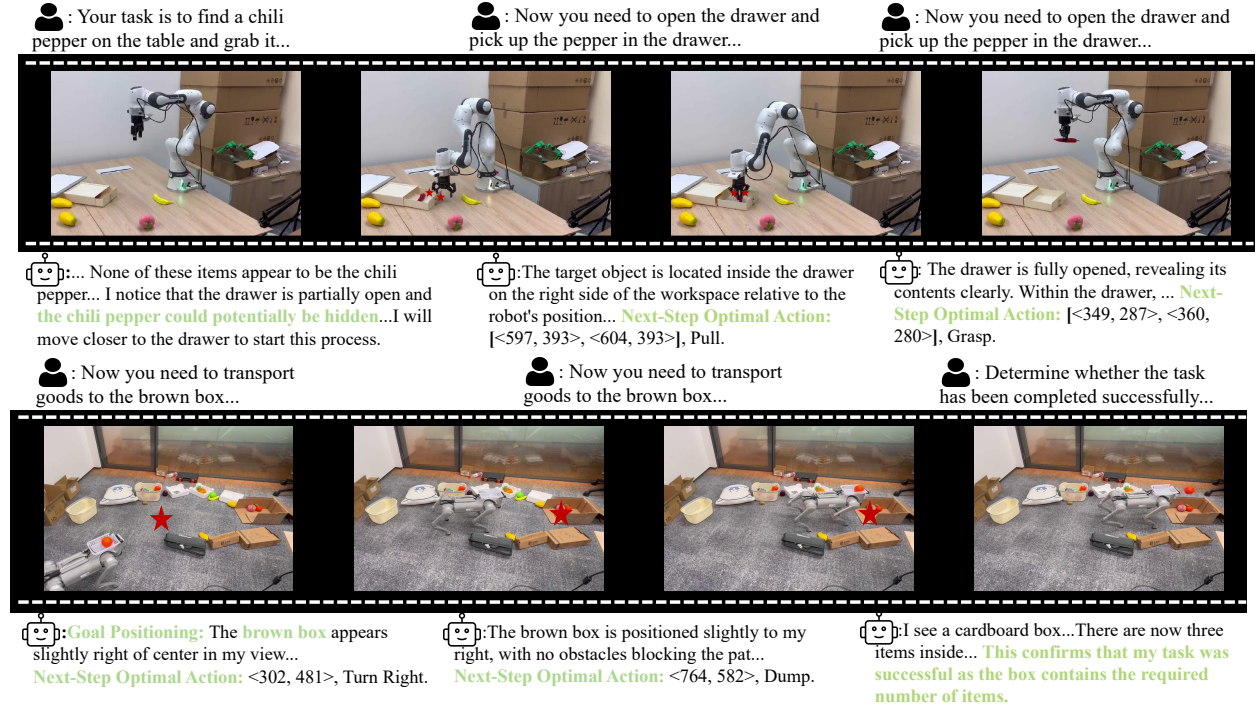 : Your task is to find a chili
pepper on the table and grab it...
: Now you need to open the drawer and
pick up the pepper in the drawer...
: Now you need to open the drawer and
pick up the pepper in the drawer...
:... None of these items appear to be the chili
pepper... I notice that the drawer is partially open and
the chili pepper could potentially be hidden...I will
move closer to the drawer to start this process.
:The target object is located inside the drawer
on the right side of the workspace relative to the
robot's position... Next-Step Optimal Action:
[<597, 393>, <604, 393>], Pull.
: The drawer is fully opened, revealing its
contents clearly. Within the drawer, ... Next-
Step Optimal Action: [<349, 287>, <360,
280>], Grasp.
: Now you need to transport
goods to the brown box...
: Now you need to transport
goods to the brown box...
: Determine whether the task
has been completed successfully...
:Goal Positioning: The brown box appears
slightly right of center in my view...
Next-Step Optimal Action: <302, 481>, Turn Right.
:The brown box is positioned slightly to my
right, with no obstacles blocking the pat...
Next-Step Optimal Action: <764, 582>, Dump.
:I see a cardboard box...There are now three
items inside... This confirms that my task was
successful as the box contains the required
number of items.